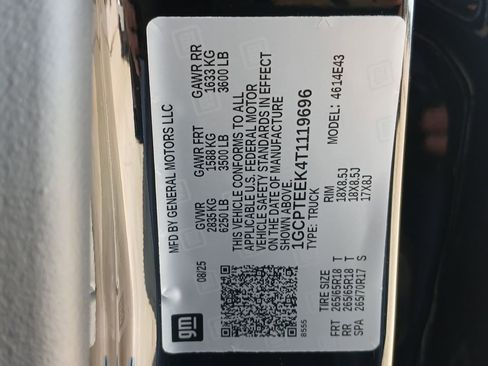 gm
MFD BY GENERAL MOTORS LLC
08/25 GVWR GAWR FRT GAWR RR
2835 KG 1588 KG 1633 KG
6250 LB 3500 LB 3600 LB
THIS VEHICLE CONFORMS TO ALL
APPLICABLE U.S. FEDERAL MOTOR
VEHICLE SAFETY STANDARDS IN EFFECT
ON THE DATE OF MANUFACTURE
SHOWN ABOVE.
1GCPTEEK4T1119696
TYPE: TRUCK MODEL: 4614E43
8555 TIRE SIZE RIM
FRT 265/65R18 T 18X8.5J
RR 265/65R18 T 18X8.5J
SPA 265/70R17 S 17X8J